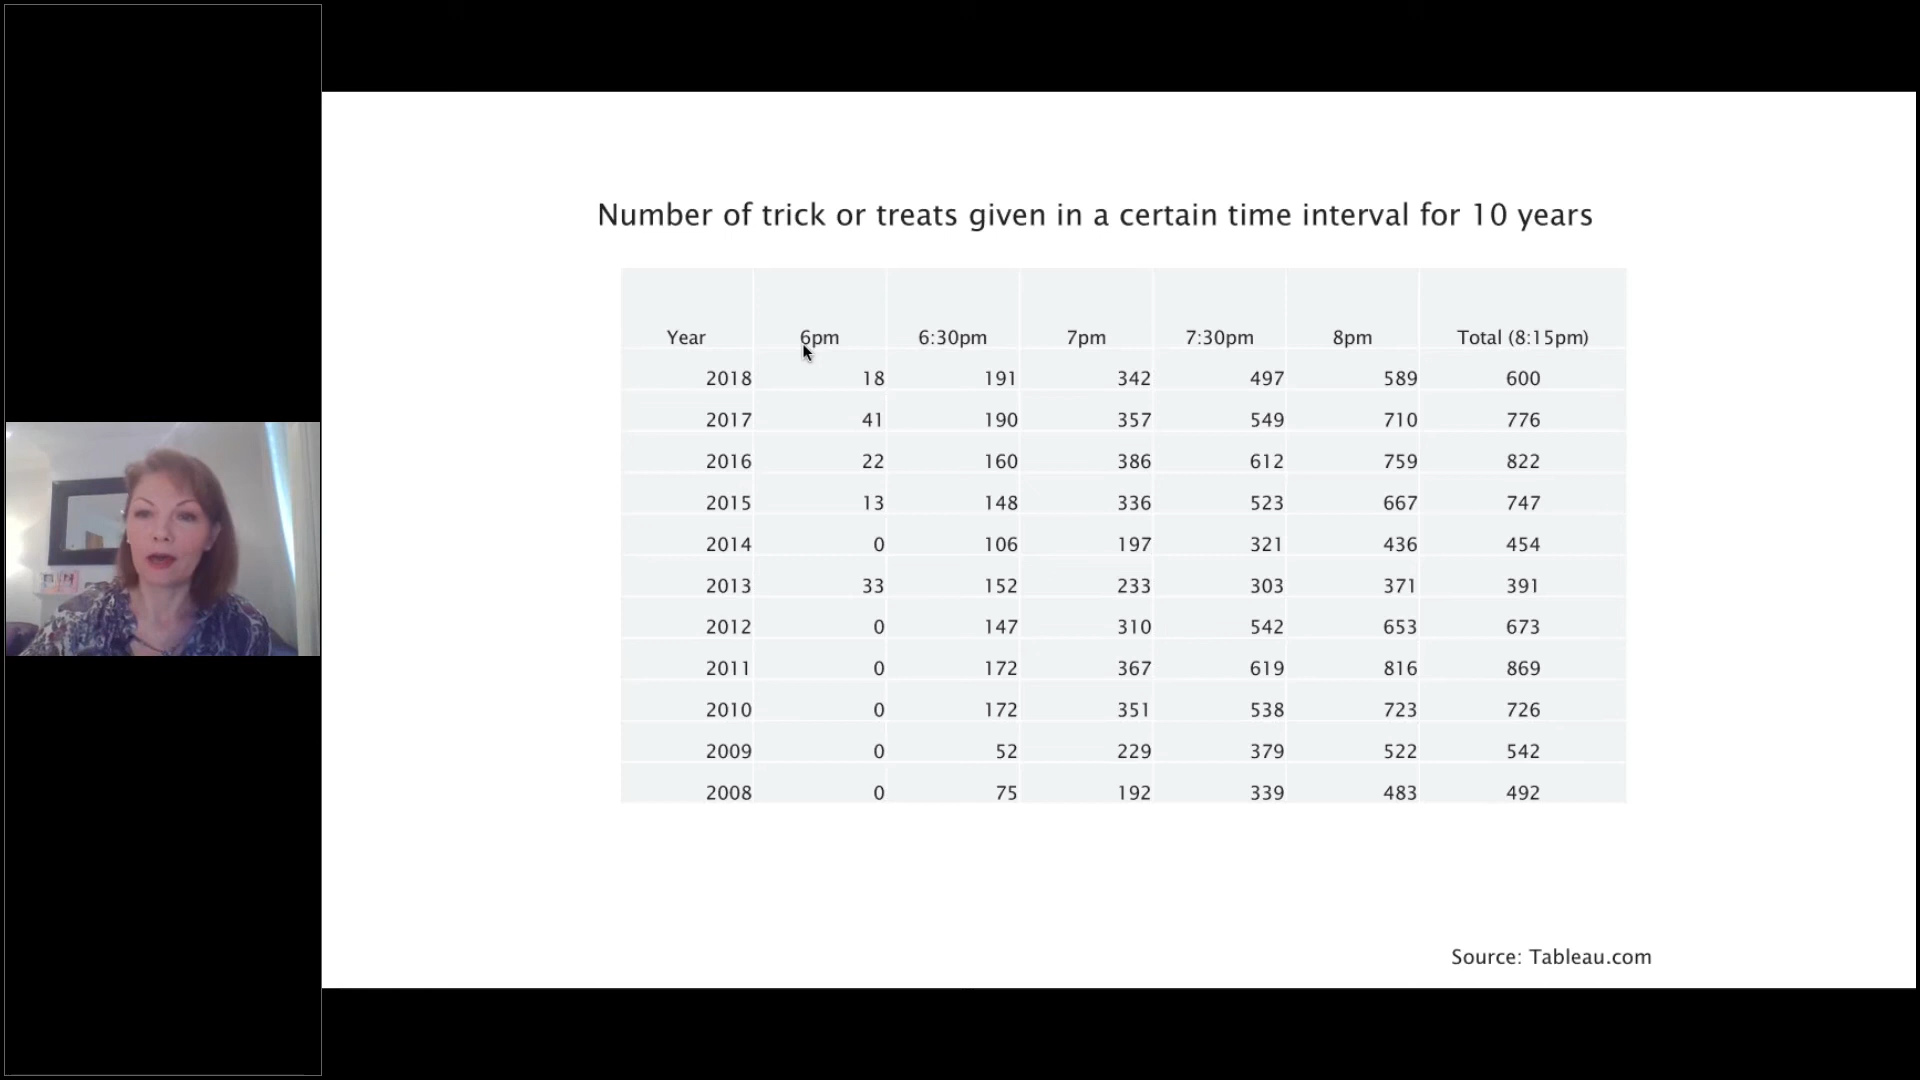 Number of trick or treats given in a certain time interval for 10 years
Year 6pm 6:30pm 7pm 7:30pm 8pm Total (8:15pm)
2018 18 191 342 497 589 600
2017 41 190 357 549 710 776
2016 22 160 386 612 759 822
2015 13 148 336 523 667 747
2014 0 106 197 321 436 454
2013 33 152 233 303 371 391
2012 0 147 310 542 653 673
2011 0 172 367 619 816 869
2010 0 172 351 538 723 726
2009 0 52 229 379 522 542
2008 0 75 192 339 483 492
Source: Tableau.com